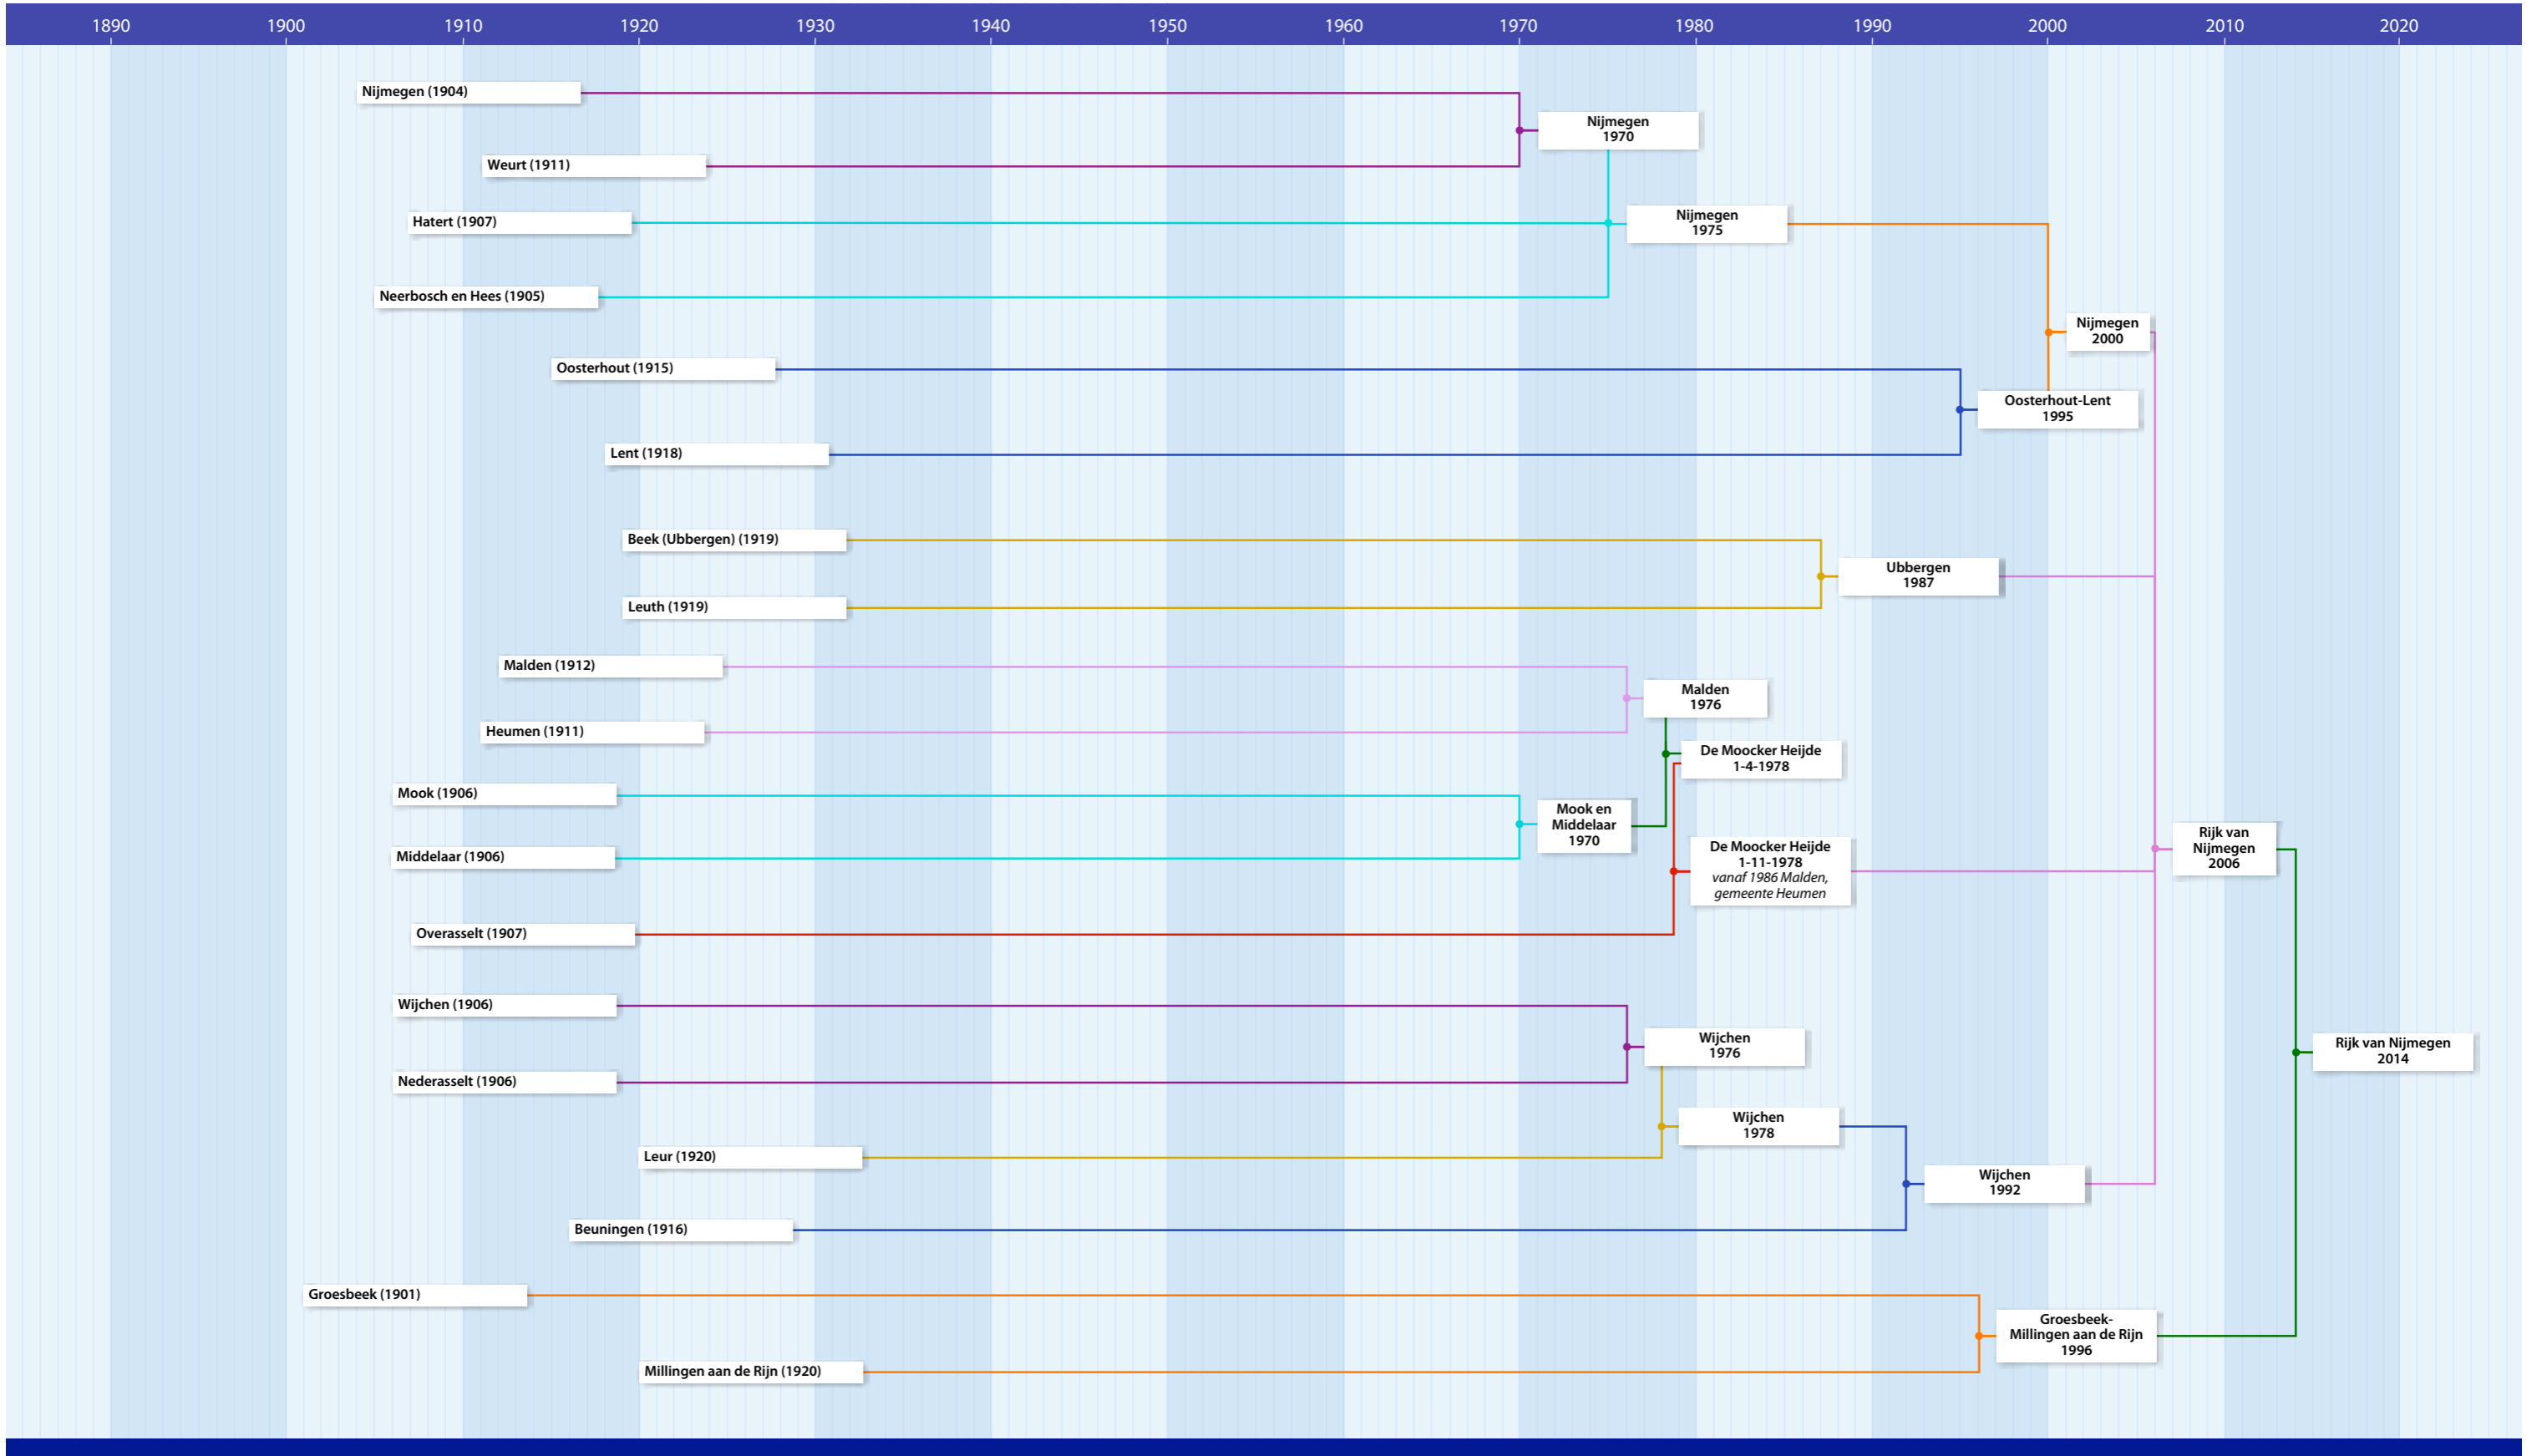 1890 1900 1910 1920 1930 1940 1950 1960 1970 1980 1990 2000 2010 2020
Nijmegen (1904)
Nijmegen
1970
Weurt (1911)
Hatert (1907)
Nijmegen
1975
Neerbosch en Hees (1905)
Nijmegen
2000
Oosterhout (1915)
Oosterhout-Lent
1995
Lent (1918)
Beek (Ubbergen) (1919)
Ubbergen
1987
Leuth (1919)
Malden (1912)
Malden
1976
Heumen (1911)
De Moocker Heijde
1-4-1978
Mook (1906)
Mook en
Middelaar
1970
Middelaar (1906)
De Moocker Heijde
1-11-1978
vanaf 1986 Malden,
gemeente Heumen
Rijk van
Nijmegen
2006
Overasselt (1907)
Wijchen (1906)
Wijchen
1976
Rijk van Nijmegen
2014
Nederasselt (1906)
Wijchen
1978
Leur (1920)
Wijchen
1992
Beuningen (1916)
Groesbeek (1901)
Groesbeek-
Millingen aan de Rijn
1996
Millingen aan de Rijn (1920)